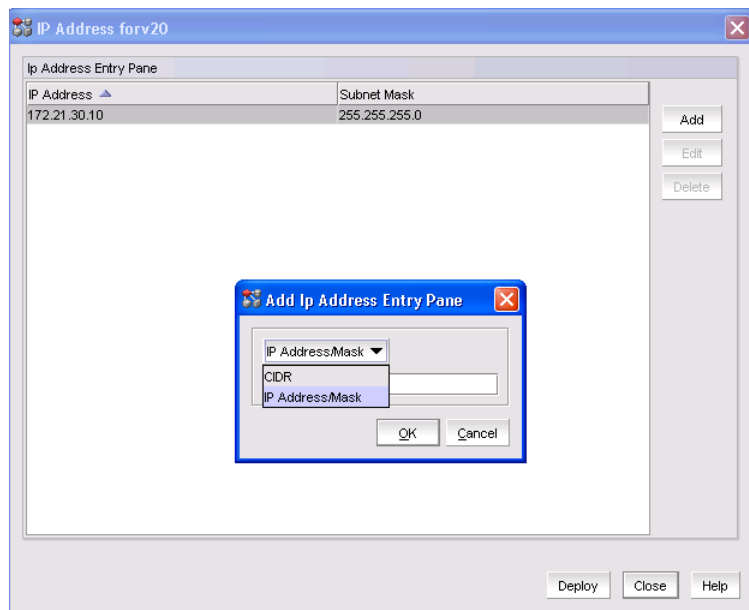 IP Address forv20
Ip Address Entry Pane
IP Address Subnet Mask
172.21.30.10 255.255.255.0
Add
Edit
Delete
Add Ip Address Entry Pane
IP Address/Mask
CIDR
IP Address/Mask
OK Cancel
Deploy Close Help